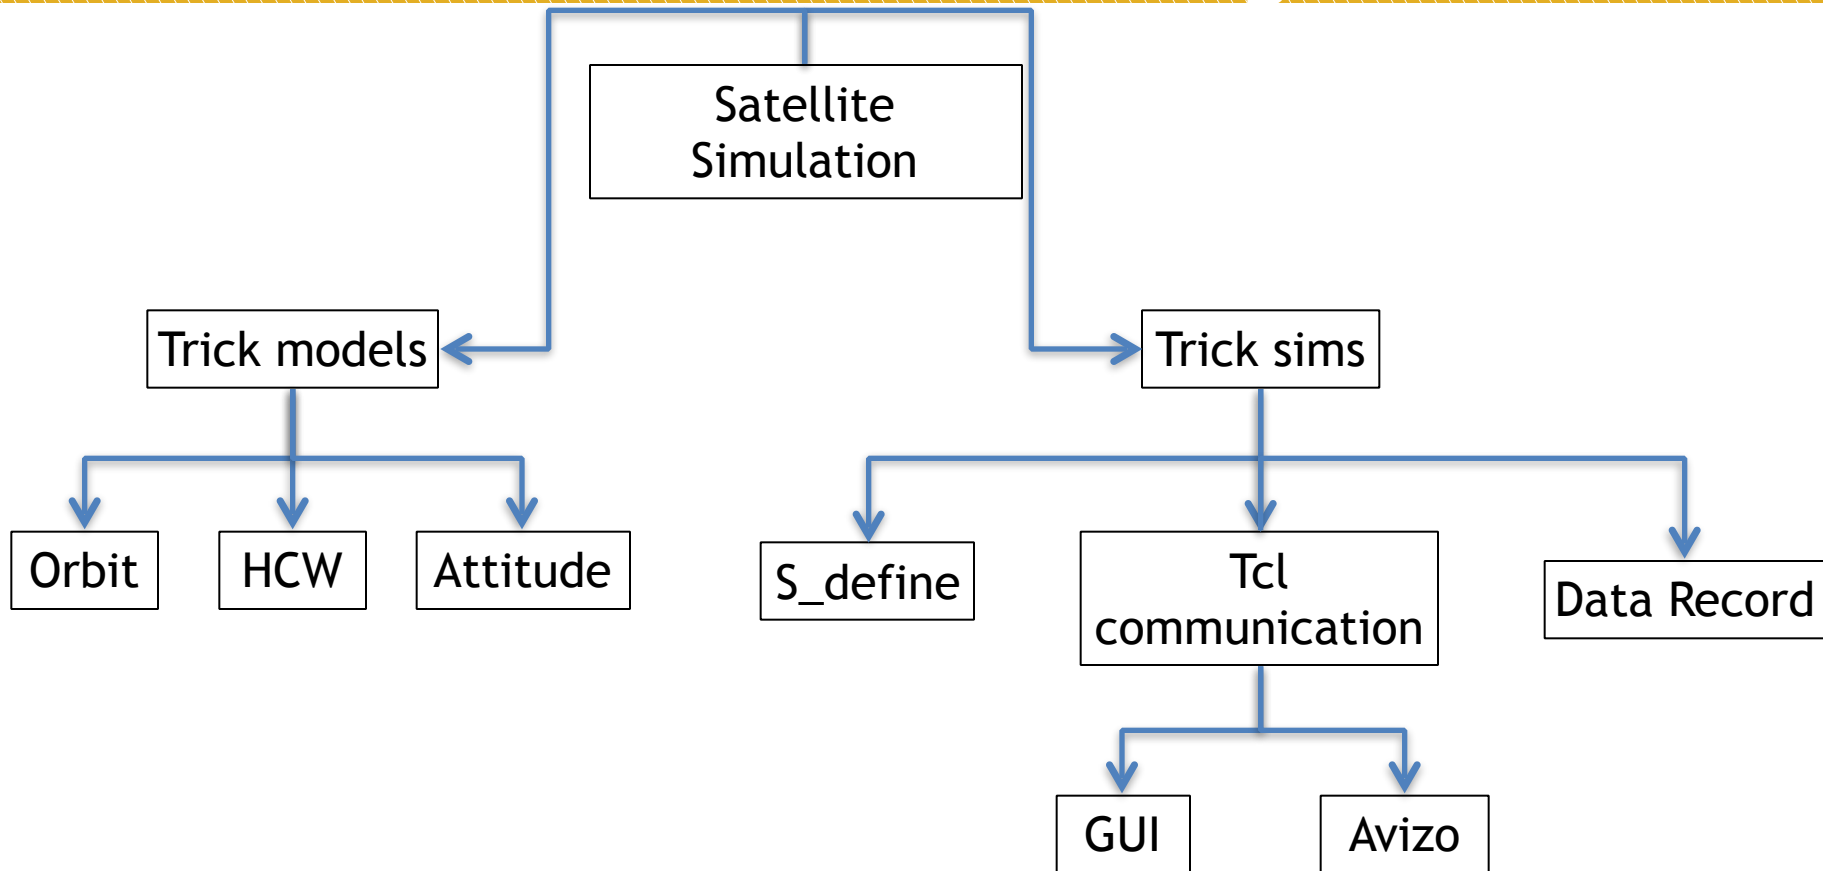 Satellite
Simulation
Trick models
Trick sims
Orbit
HCW
Attitude
S_define
Tcl
communication
Data Record
GUI
Avizo